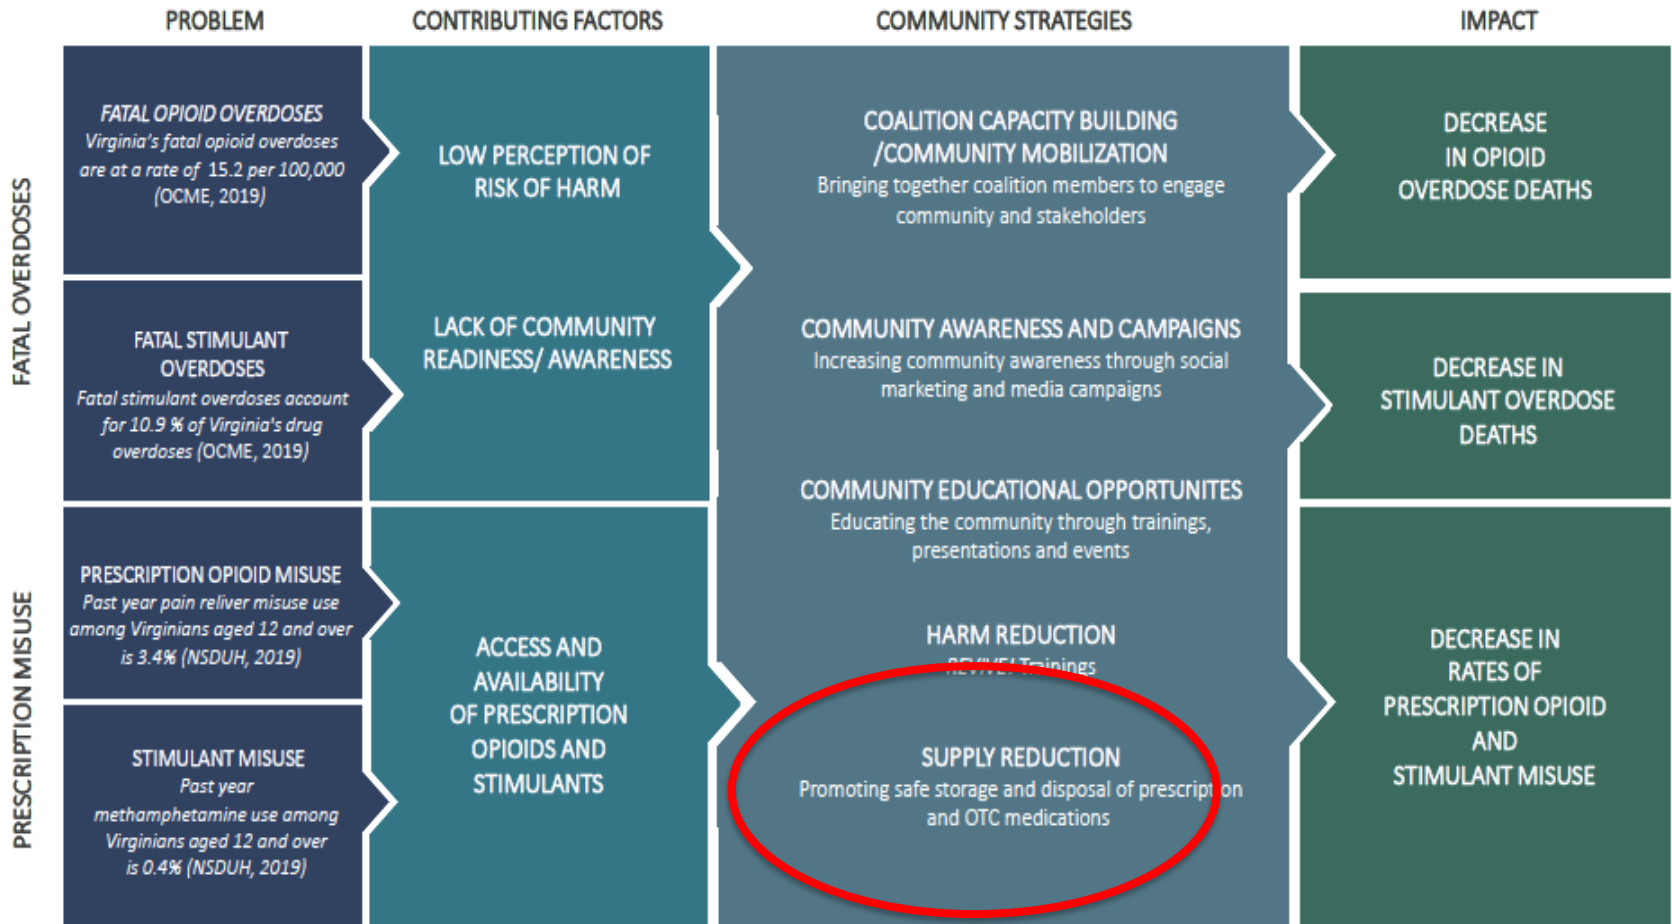 PROBLEM
CONTRIBUTING FACTORS
COMMUNITY STRATEGIES
IMPACT
FATAL OVERDOSES
FATAL OPIOID OVERDOSES
Virginia's fatal opioid overdoses
are at a rate of 15.2 per 100,000
(OCME, 2019)
FATAL STIMULANT
OVERDOSES
Fatal stimulant overdoses account
for 10.9 % of Virginia's drug
overdoses (OCME, 2019)
PRESCRIPTION MISUSE
PRESCRIPTION OPIOID MISUSE
Past year pain reliver misuse use
among Virginians aged 12 and over
is 3.4% (NSDUH, 2019)
STIMULANT MISUSE
Past year
methamphetamine use among
Virginians aged 12 and over
is 0.4% (NSDUH, 2019)
LOW PERCEPTION OF
RISK OF HARM
LACK OF COMMUNITY
READINESS/ AWARENESS
ACCESS AND
AVAILABILITY
OF PRESCRIPTION
OPIOIDS AND
STIMULANTS
COALITION CAPACITY BUILDING
/COMMUNITY MOBILIZATION
Bringing together coalition members to engage
community and stakeholders
COMMUNITY AWARENESS AND CAMPAIGNS
Increasing community awareness through social
marketing and media campaigns
COMMUNITY EDUCATIONAL OPPORTUNITES
Educating the community through trainings,
presentations and events
HARM REDUCTION
REVIVE! Trainings
SUPPLY REDUCTION
Promoting safe storage and disposal of prescription
and OTC medications
DECREASE
IN OPIOID
OVERDOSE DEATHS
DECREASE IN
STIMULANT OVERDOSE
DEATHS
DECREASE IN
RATES OF
PRESCRIPTION OPIOID
AND
STIMULANT MISUSE